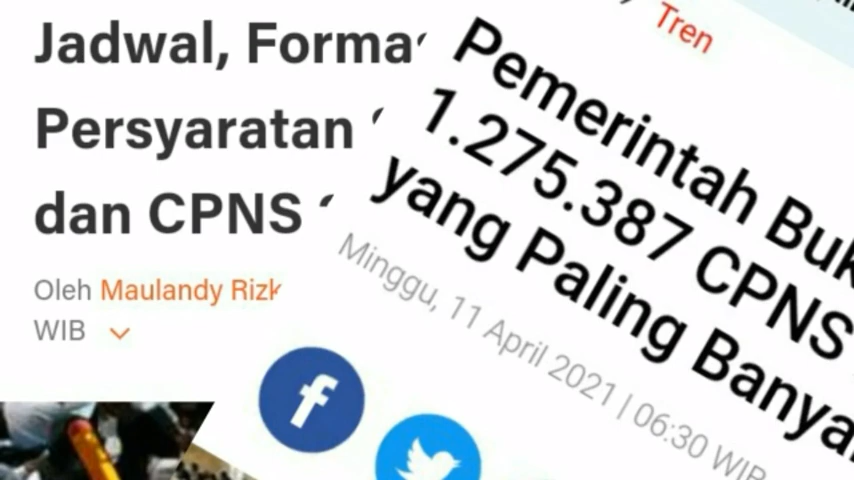 Jadwal, Forma
Persyaratan
dan CPNS
Oleh Maulandy Rizk
WIB
Tren
Pemerintah Buk
1.275.387 CPNS
yang Paling Banya
Minggu, 11 April 2021 | 06:30 WIB